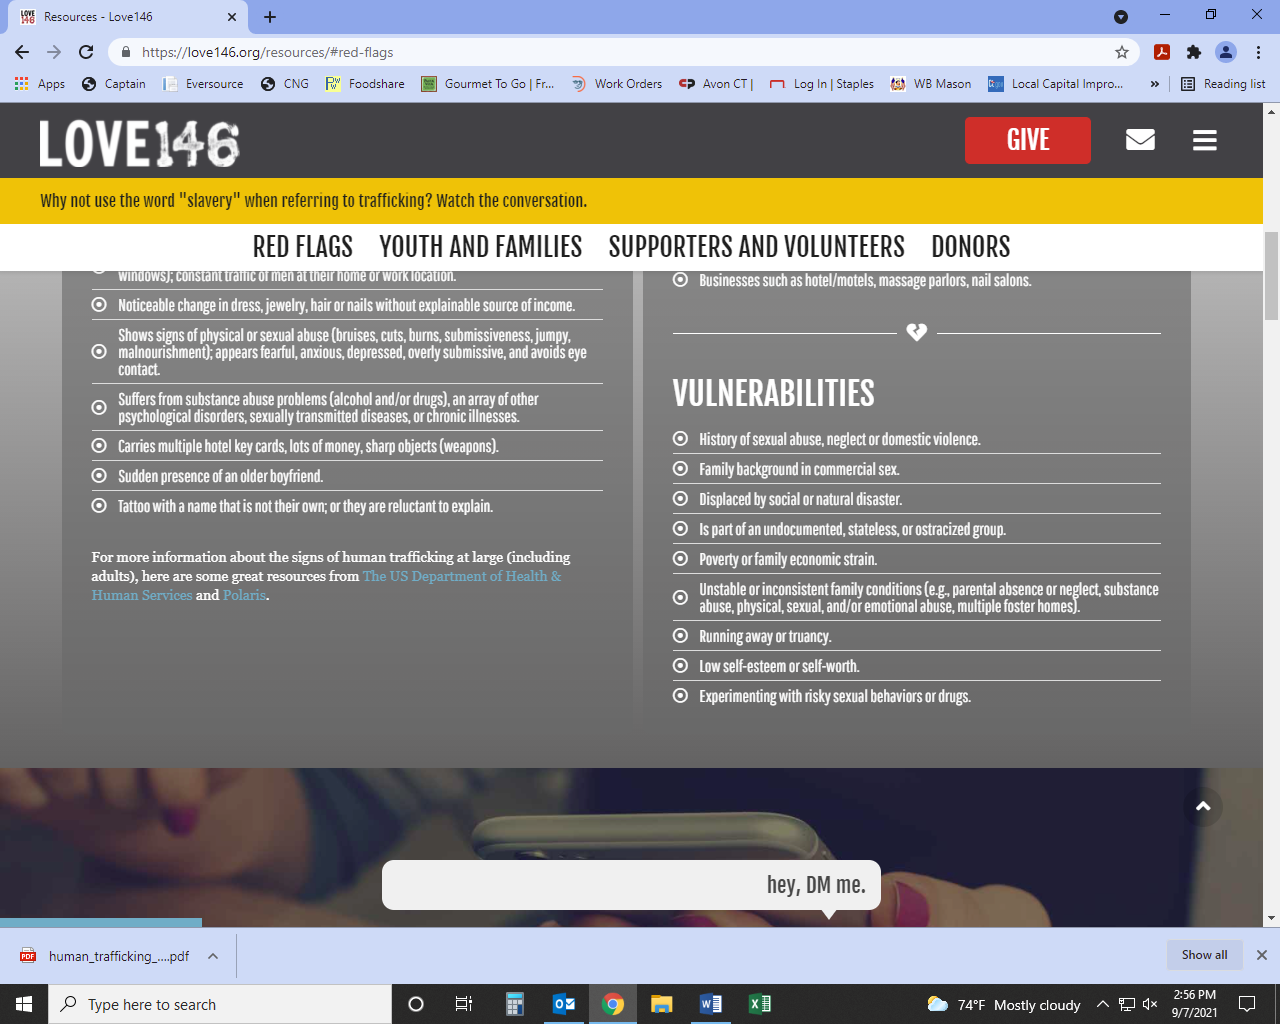 Resources - Love146
https://love146.org/resources/#red-flags
Apps
Captain
Eversource
CNG
Foodshare
Gourmet To Go | Fr...
Work Orders
Avon CT |
Log In | Staples
WB Mason
Local Capital Impro...
»
Reading list
LOVE146
GIVE
Why not use the word "slavery" when referring to trafficking? Watch the conversation.
RED FLAGS
YOUTH AND FAMILIES
SUPPORTERS AND VOLUNTEERS
DONORS
windows); constant traffic of men at their home or work location.
Noticeable change in dress, jewelry, hair or nails without explainable source of income.
Shows signs of physical or sexual abuse (bruises, cuts, burns, submissiveness, jumpy,
malnourishment); appears fearful, anxious, depressed, overly submissive, and avoids eye
contact.
Suffers from substance abuse problems (alcohol and/or drugs), an array of other
psychological disorders, sexually transmitted diseases, or chronic illnesses.
Carries multiple hotel key cards, lots of money, sharp objects (weapons).
Sudden presence of an older boyfriend.
Tattoo with a name that is not their own; or they are reluctant to explain.
For more information about the signs of human trafficking at large (including
adults), here are some great resources from The US Department of Health &
Human Services and Polaris.
Businesses such as hotel/motels, massage parlors, nail salons.
VULNERABILITIES
History of sexual abuse, neglect or domestic violence.
Family background in commercial sex.
Displaced by social or natural disaster.
Is part of an undocumented, stateless, or ostracized group.
Poverty or family economic strain.
Unstable or inconsistent family conditions (e.g., parental absence or neglect, substance
abuse, physical, sexual, and/or emotional abuse, multiple foster homes).
Running away or truancy.
Low self-esteem or self-worth.
Experimenting with risky sexual behaviors or drugs.
hey, DM me.
human_trafficking_....pdf
Show all
Type here to search
74°F Mostly cloudy
2:56 PM
9/7/2021